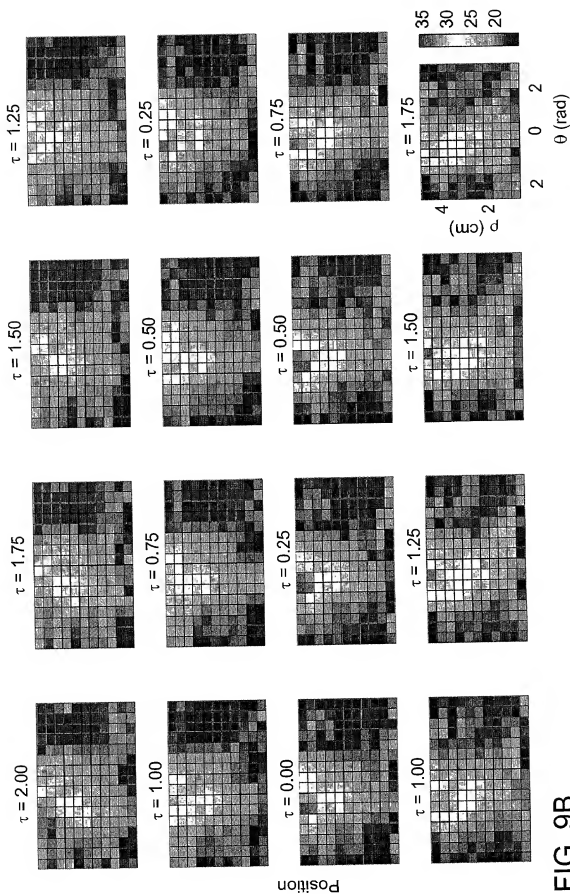 τ = 2.00
τ = 1.75
τ = 1.50
τ = 1.25
τ = 1.00
τ = 0.75
τ = 0.50
τ = 0.25
τ = 0.00
τ = 0.25
τ = 0.50
τ = 0.75
τ = 1.00
τ = 1.25
τ = 1.50
τ = 1.75
Position
ρ (cm)
4
2
2
0
2
θ (rad)
35
30
25
20
FIG. 9B